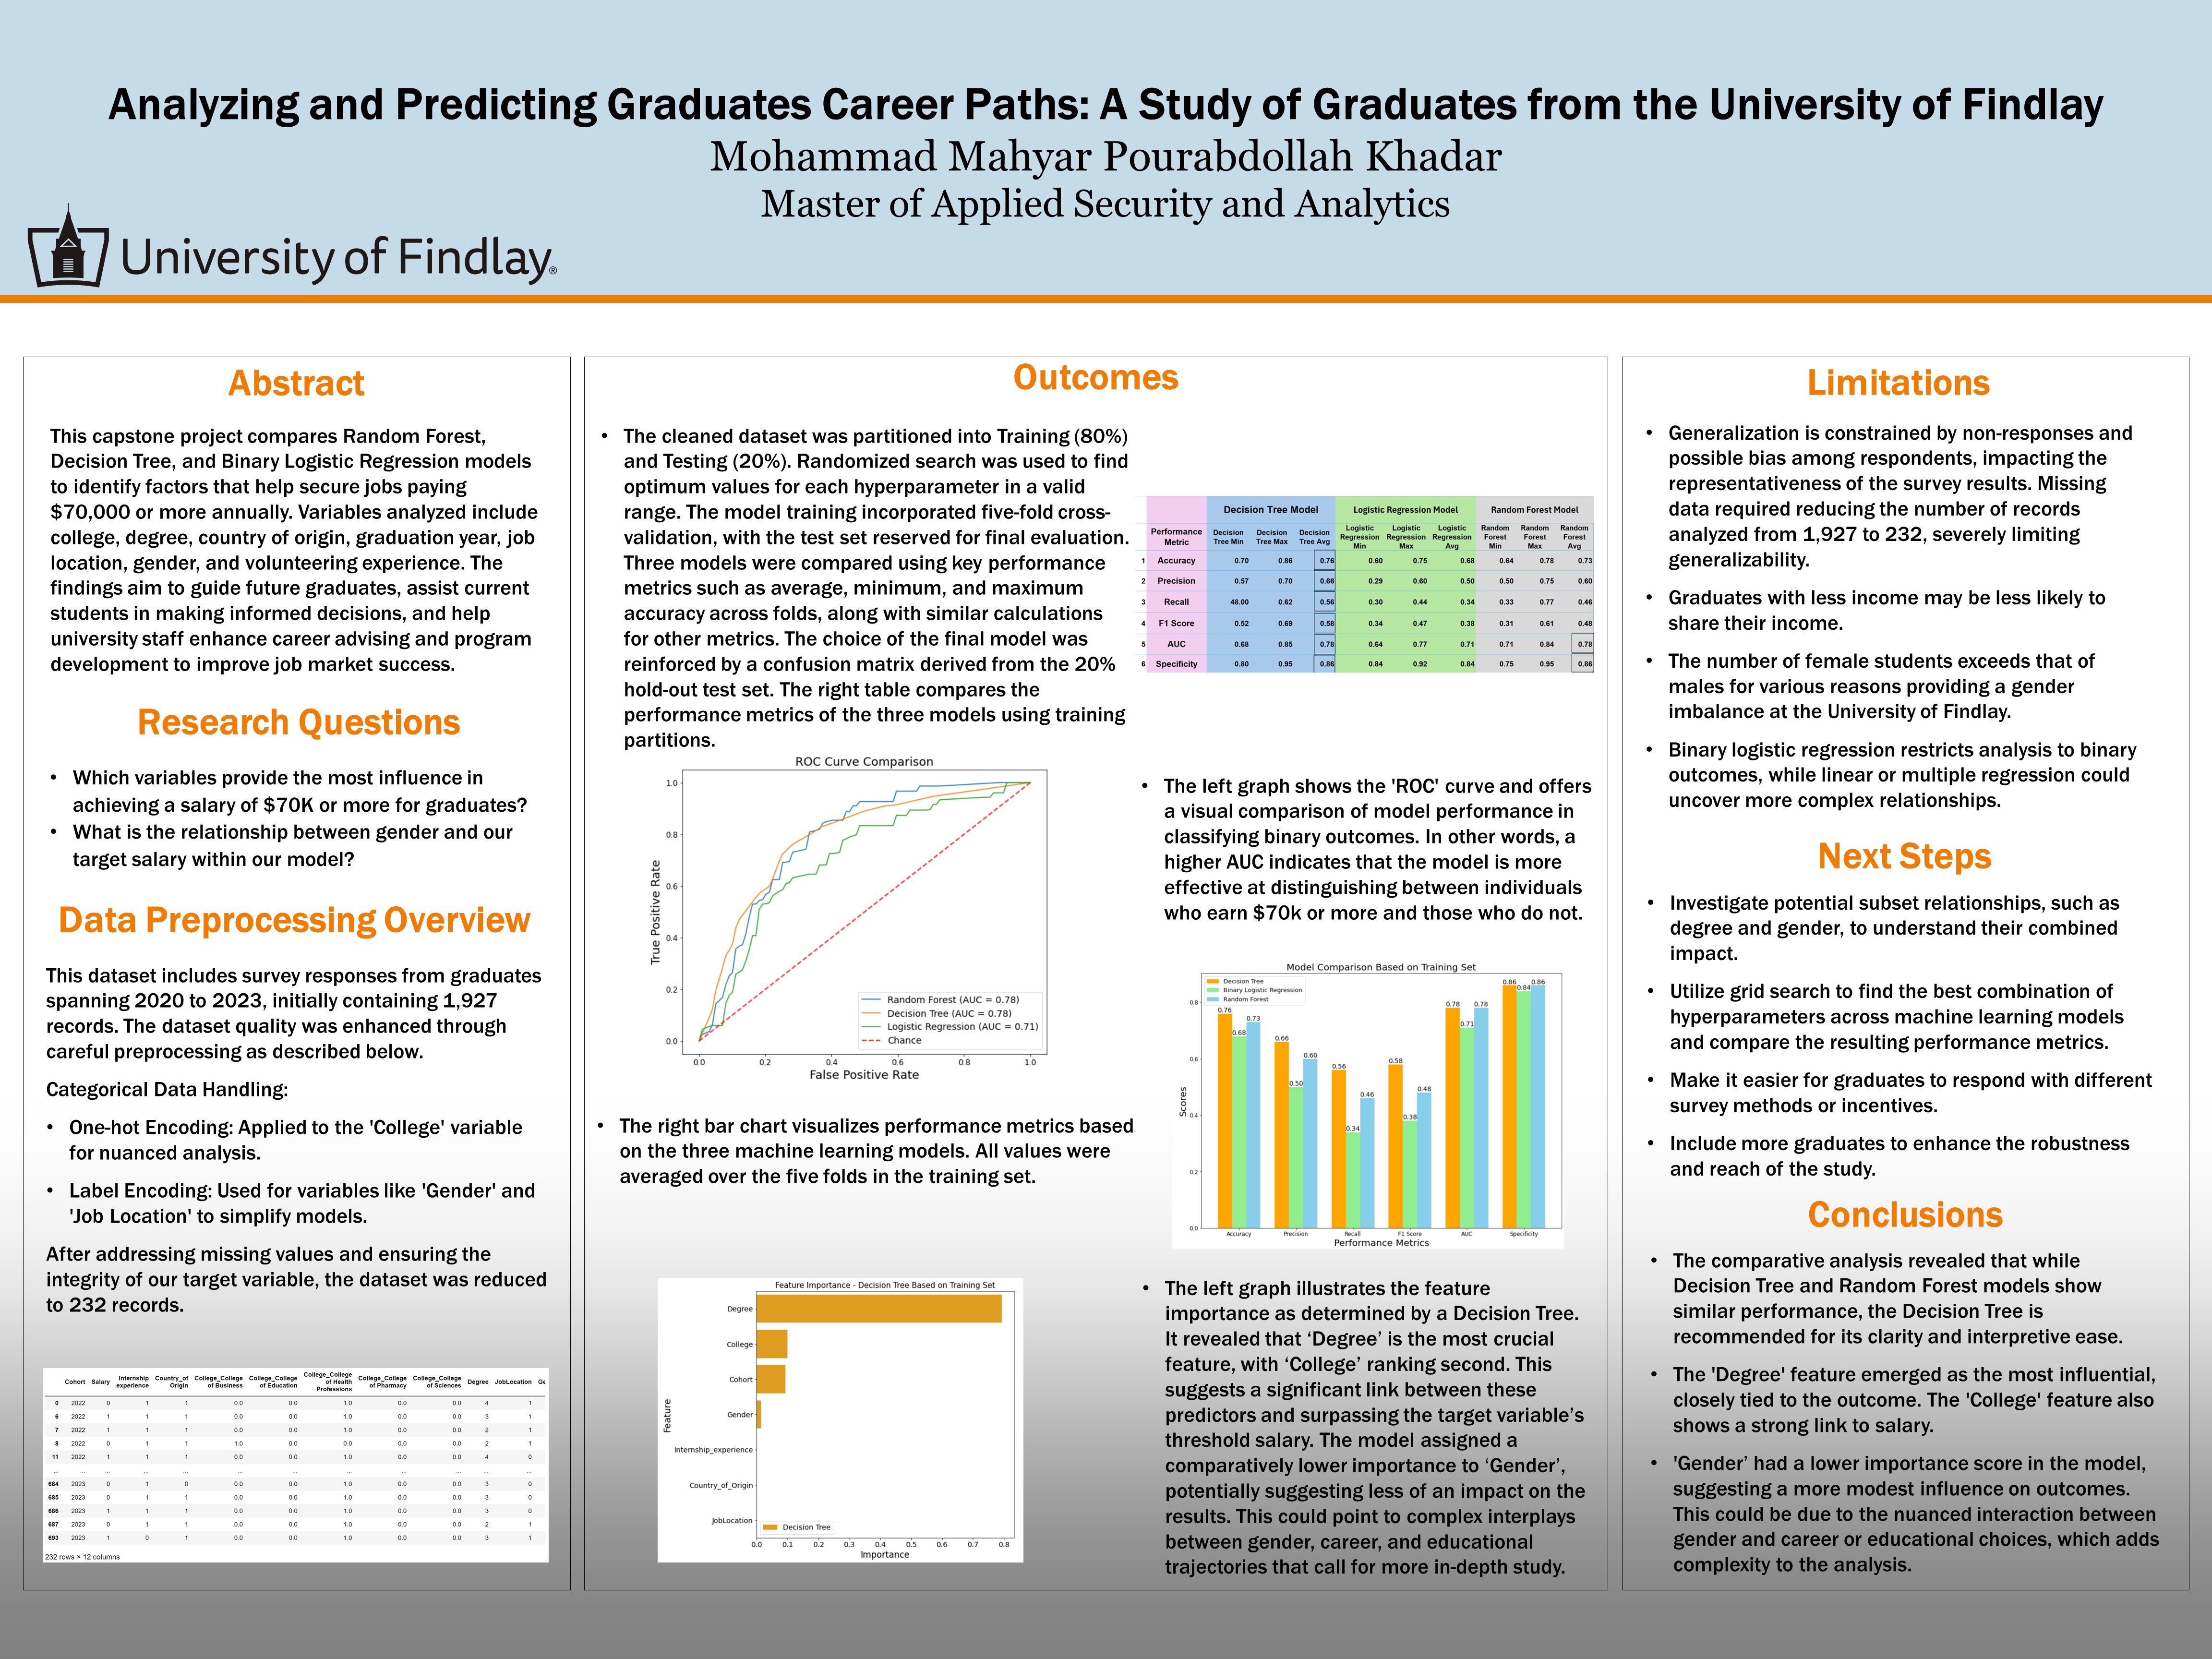 Analyzing and Predicting Graduates Career Paths: A Study of Graduates from the University of Findlay
Mohammad Mahyar Pourabdollah Khadar
Master of Applied Security and Analytics
University of Findlay®
Abstract
This capstone project compares Random Forest,
Decision Tree, and Binary Logistic Regression models
to identify factors that help secure jobs paying
$70,000 or more annually. Variables analyzed include
college, degree, country of origin, graduation year, job
location, gender, and volunteering experience. The
findings aim to guide future graduates, assist current
students in making informed decisions, and help
university staff enhance career advising and program
development to improve job market success.
Research Questions
• Which variables provide the most influence in
achieving a salary of $70K or more for graduates?
• What is the relationship between gender and our
target salary within our model?
Data Preprocessing Overview
This dataset includes survey responses from graduates
spanning 2020 to 2023, initially containing 1,927
records. The dataset quality was enhanced through
careful preprocessing as described below.
Categorical Data Handling:
• One-hot Encoding: Applied to the 'College' variable
for nuanced analysis.
• Label Encoding: Used for variables like 'Gender' and
'Job Location' to simplify models.
After addressing missing values and ensuring the
integrity of our target variable, the dataset was reduced
to 232 records.
Cohort Salary Internship experience Country_of Origin College_College of Business College_College of Education College_College of Health Professions College_College of Pharmacy College_College of Sciences Degree JobLocation Ge
0 2022 0 1 1 0.0 0.0 1.0 0.0 0.0 4 1
6 2022 1 1 1 0.0 0.0 1.0 0.0 0.0 3 1
7 2022 1 1 1 0.0 0.0 1.0 0.0 0.0 2 1
8 2022 0 1 1 1.0 0.0 0.0 0.0 0.0 2 1
11 2022 1 1 1 0.0 0.0 1.0 0.0 0.0 4 0
... ... ... ... ... ... ... ... ... ... ... ...
684 2023 0 1 0 0.0 0.0 1.0 0.0 0.0 3 0
685 2023 0 1 1 0.0 0.0 1.0 0.0 0.0 3 0
686 2023 1 1 1 0.0 0.0 1.0 0.0 0.0 3 0
687 2023 0 1 1 0.0 0.0 1.0 0.0 0.0 2 1
693 2023 1 0 1 0.0 0.0 1.0 0.0 0.0 3 1
232 rows × 12 columns
Outcomes
• The cleaned dataset was partitioned into Training (80%)
and Testing (20%). Randomized search was used to find
optimum values for each hyperparameter in a valid
range. The model training incorporated five-fold cross-
validation, with the test set reserved for final evaluation.
Three models were compared using key performance
metrics such as average, minimum, and maximum
accuracy across folds, along with similar calculations
for other metrics. The choice of the final model was
reinforced by a confusion matrix derived from the 20%
hold-out test set. The right table compares the
performance metrics of the three models using training
partitions.
Decision Tree Model Logistic Regression Model Random Forest Model
Performance Metric Decision Tree Min Decision Tree Max Decision Tree Avg Logistic Regression Min Logistic Regression Max Logistic Regression Avg Random Forest Min Random Forest Max Random Forest Avg
1 Accuracy 0.70 0.86 0.76 0.60 0.75 0.68 0.64 0.78 0.73
2 Precision 0.57 0.70 0.66 0.29 0.60 0.50 0.50 0.75 0.60
3 Recall 48.00 0.62 0.56 0.30 0.44 0.34 0.33 0.77 0.46
4 F1 Score 0.52 0.69 0.58 0.34 0.47 0.38 0.31 0.61 0.48
5 AUC 0.68 0.85 0.78 0.64 0.77 0.71 0.71 0.84 0.78
6 Specificity 0.80 0.95 0.86 0.84 0.92 0.84 0.75 0.95 0.86
ROC Curve Comparison
True Positive Rate
1.0
0.8
0.6
0.4
0.2
0.0
Random Forest (AUC = 0.78)
Decision Tree (AUC = 0.78)
Logistic Regression (AUC = 0.71)
Chance
0.0 0.2 0.4 0.6 0.8 1.0
False Positive Rate
• The left graph shows the 'ROC' curve and offers
a visual comparison of model performance in
classifying binary outcomes. In other words, a
higher AUC indicates that the model is more
effective at distinguishing between individuals
who earn $70k or more and those who do not.
• The right bar chart visualizes performance metrics based
on the three machine learning models. All values were
averaged over the five folds in the training set.
Model Comparison Based on Training Set
Decision Tree
Binary Logistic Regression
Random Forest
Scores
0.8
0.6
0.4
0.2
0.0
0.76 0.68 0.73
0.66 0.50 0.60
0.56 0.34 0.46
0.58 0.38 0.48
0.78 0.71 0.78
0.86 0.84 0.86
Accuracy Precision Recall F1 Score AUC Specificity
Performance Metrics
Feature Importance - Decision Tree Based on Training Set
Feature
Degree
College
Cohort
Gender
Internship_experience
Country_of_Origin
JobLocation
Decision Tree
0.0 0.1 0.2 0.3 0.4 0.5 0.6 0.7 0.8
Importance
• The left graph illustrates the feature
importance as determined by a Decision Tree.
It revealed that ‘Degree’ is the most crucial
feature, with ‘College’ ranking second. This
suggests a significant link between these
predictors and surpassing the target variable’s
threshold salary. The model assigned a
comparatively lower importance to ‘Gender’,
potentially suggesting less of an impact on the
results. This could point to complex interplays
between gender, career, and educational
trajectories that call for more in-depth study.
Limitations
• Generalization is constrained by non-responses and
possible bias among respondents, impacting the
representativeness of the survey results. Missing
data required reducing the number of records
analyzed from 1,927 to 232, severely limiting
generalizability.
• Graduates with less income may be less likely to
share their income.
• The number of female students exceeds that of
males for various reasons providing a gender
imbalance at the University of Findlay.
• Binary logistic regression restricts analysis to binary
outcomes, while linear or multiple regression could
uncover more complex relationships.
Next Steps
• Investigate potential subset relationships, such as
degree and gender, to understand their combined
impact.
• Utilize grid search to find the best combination of
hyperparameters across machine learning models
and compare the resulting performance metrics.
• Make it easier for graduates to respond with different
survey methods or incentives.
• Include more graduates to enhance the robustness
and reach of the study.
Conclusions
• The comparative analysis revealed that while
Decision Tree and Random Forest models show
similar performance, the Decision Tree is
recommended for its clarity and interpretive ease.
• The 'Degree' feature emerged as the most influential,
closely tied to the outcome. The 'College' feature also
shows a strong link to salary.
• 'Gender’ had a lower importance score in the model,
suggesting a more modest influence on outcomes.
This could be due to the nuanced interaction between
gender and career or educational choices, which adds
complexity to the analysis.